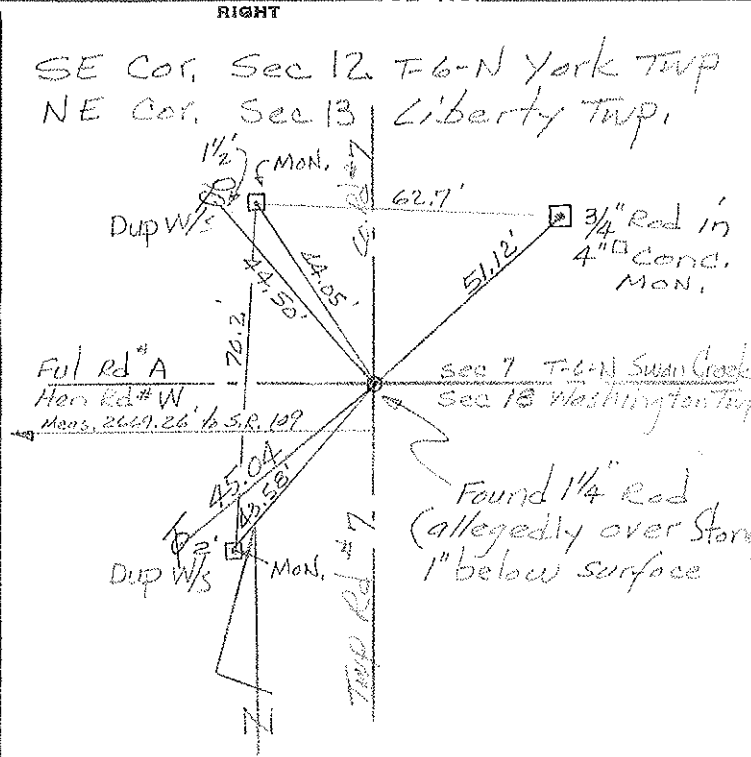 RIGHT
SE Cor. Sec 12 T-6-N York Twp
NE Cor. Sec 13 Liberty Twp.
1½'
MON.
Dup W/s
62.7'
3/4" Rod in
4"□ Conc.
MON.
44.05'
44.50'
51.12'
70.2'
Ful Rd #A
Hen Rd #W
Meas. 2669.26' to S.R. 109
Sec 7 T-6-N Swan Creek
Sec 18 Washington Twp
45.04
43.58'
2'
Dup W/s
MON.
Found 1¼" Rod
(allegedly over Stone
1" below surface
Twp Rd #7